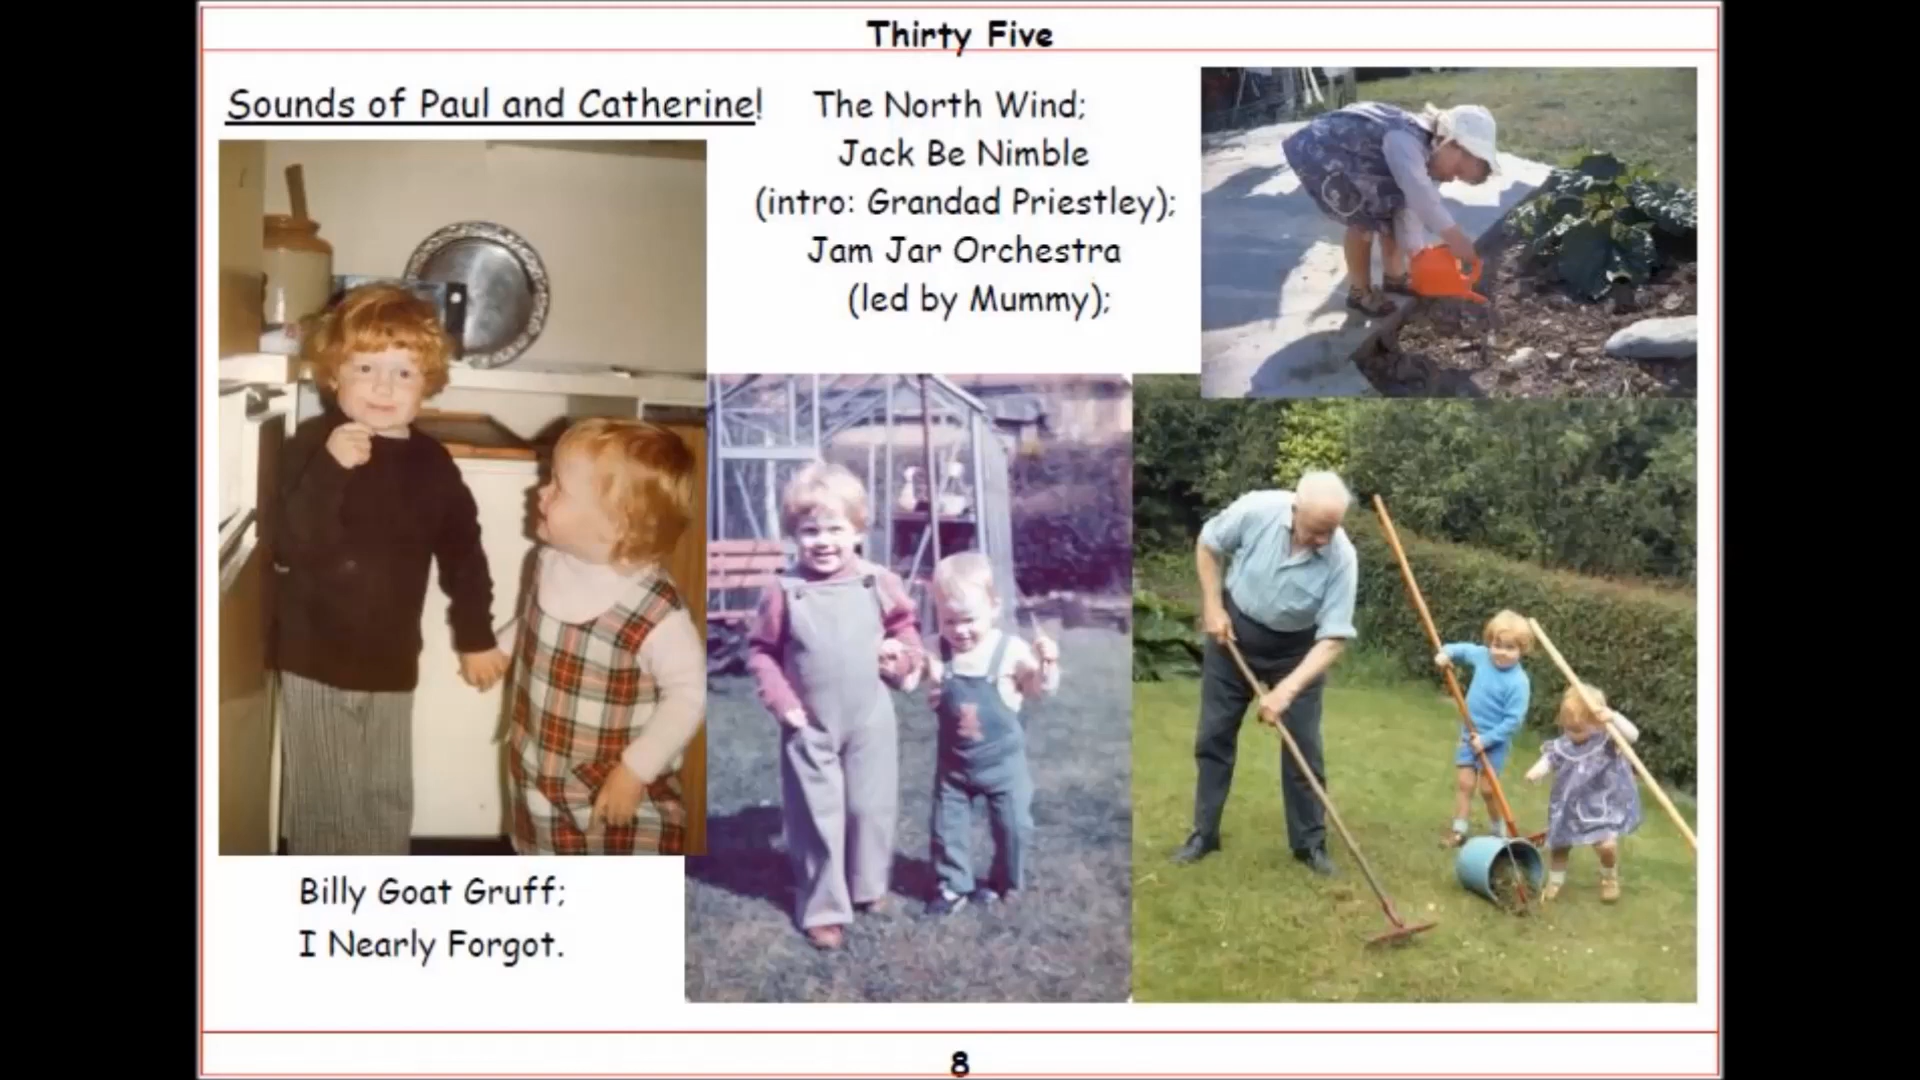 Thirty Five
Sounds of Paul and Catherine!
The North Wind;
Jack Be Nimble
(intro: Grandad Priestley);
Jam Jar Orchestra
(led by Mummy);
Billy Goat Gruff;
I Nearly Forgot.
8